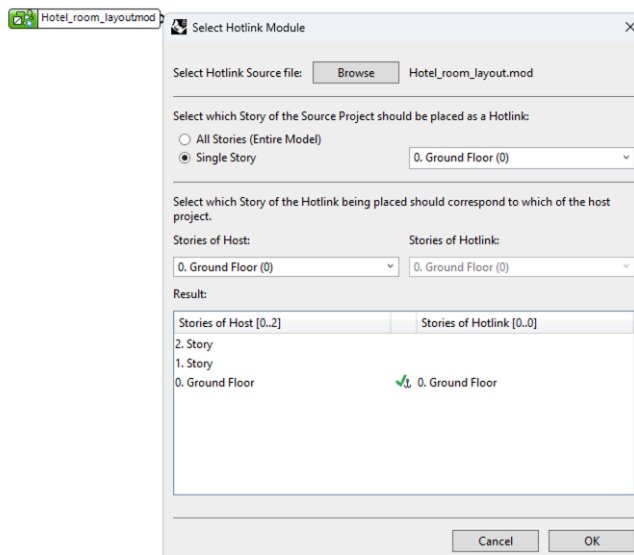 Hotel_room_layoutmod
Select Hotlink Module
Select Hotlink Source file: Browse Hotel_room_layout.mod
Select which Story of the Source Project should be placed as a Hotlink:
All Stories (Entire Model)
Single Story 0. Ground Floor (0)
Select which Story of the Hotlink being placed should correspond to which of the host
project.
Stories of Host: Stories of Hotlink:
0. Ground Floor (0) 0. Ground Floor (0)
Result:
Stories of Host [0..2] Stories of Hotlink [0..0]
2. Story
1. Story
0. Ground Floor 0. Ground Floor
Cancel OK